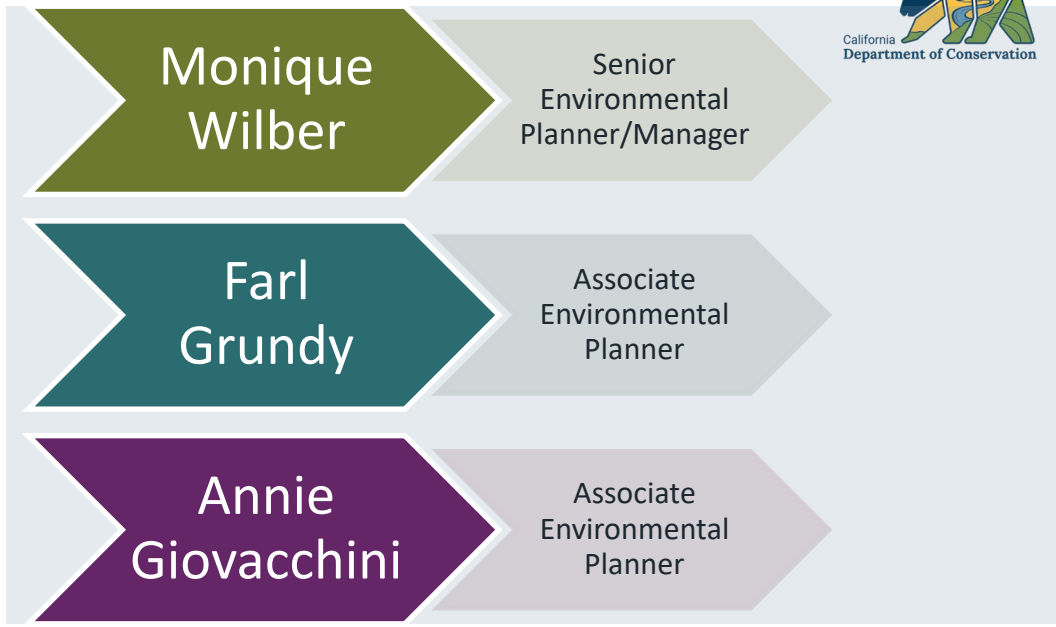 California
Department of Conservation
Monique
Wilber
Senior
Environmental
Planner/Manager
Farl
Grundy
Associate
Environmental
Planner
Annie
Giovacchini
Associate
Environmental
Planner